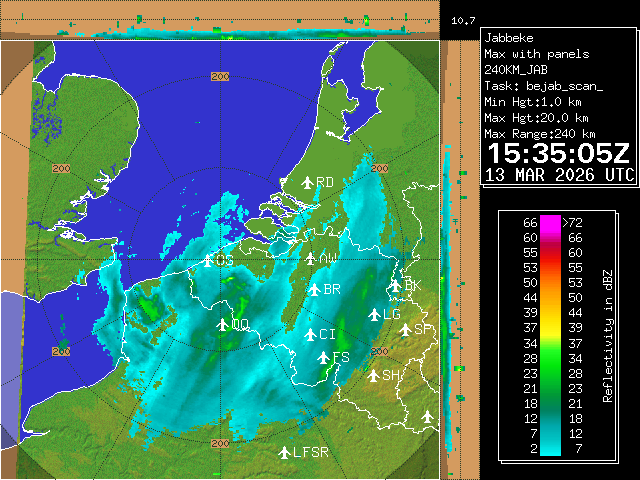 10.7
Jabbeke
Max with panels
240KM_JAB
Task: bejab_scan_
Min Hgt:1.0 km
Max Hgt:20.0 km
Max Range:240 km
15:35:05Z
13 MAR 2026 UTC
200
200
200
RD
OS
AW
BR
BK
LG
QQ
CI
SP
FS
200
200
SH
200
LFSR
66 >72
60 66
55 60
53 55
50 53
44 50
39 44
37 39
34 37
28 34
23 28
21 23
18 21
12 18
7 12
2 7
Reflectivity in dBZ